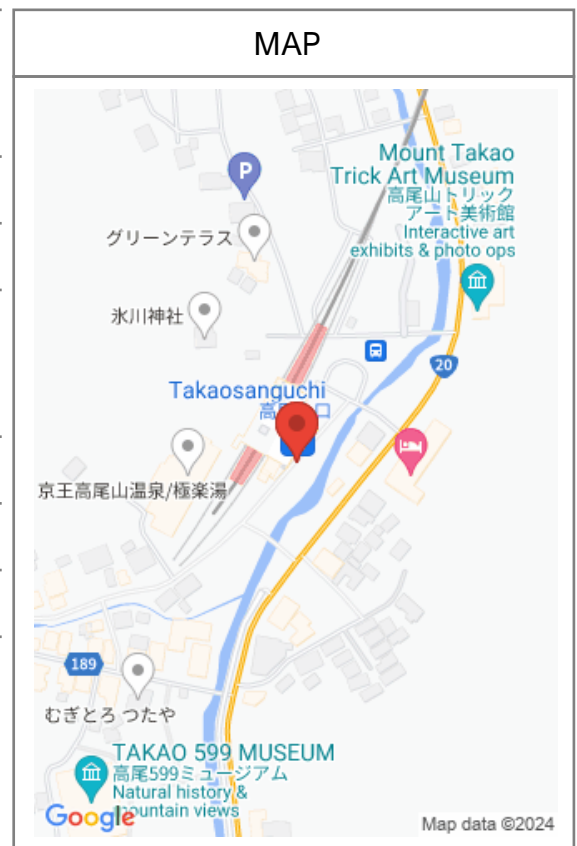 MAP
Mount Takao
Trick Art Museum
高尾山トリック
アート美術館
Interactive art
exhibits & photo ops
P
グリーンテラス
氷川神社
20
Takaosanguchi
高
口
京王高尾山温泉/極楽湯
189
むぎとろ つたや
TAKAO 599 MUSEUM
高尾599ミュージアム
Natural history &
mountain views
Google
Map data ©2024